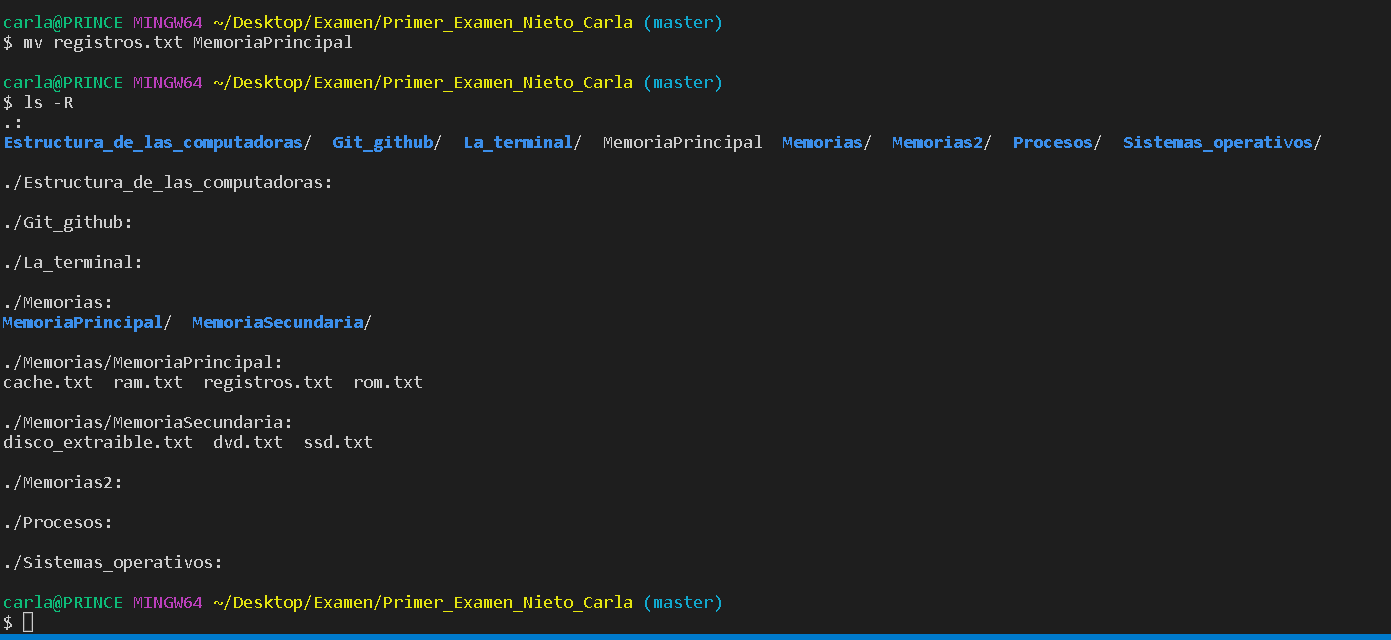 carla@PRINCE MINGW64 ~/Desktop/Examen/Primer_Examen_Nieto_Carla (master)
$ mv registros.txt MemoriaPrincipal
carla@PRINCE MINGW64 ~/Desktop/Examen/Primer_Examen_Nieto_Carla (master)
$ ls -R
.:
Estructura_de_las_computadoras/  Git_github/  La_terminal/  MemoriaPrincipal  Memorias/  Memorias2/  Procesos/  Sistemas_operativos/
./Estructura_de_las_computadoras:
./Git_github:
./La_terminal:
./Memorias:
MemoriaPrincipal/  MemoriaSecundaria/
./Memorias/MemoriaPrincipal:
cache.txt  ram.txt  registros.txt  rom.txt
./Memorias/MemoriaSecundaria:
disco_extraible.txt  dvd.txt  ssd.txt
./Memorias2:
./Procesos:
./Sistemas_operativos:
carla@PRINCE MINGW64 ~/Desktop/Examen/Primer_Examen_Nieto_Carla (master)
$